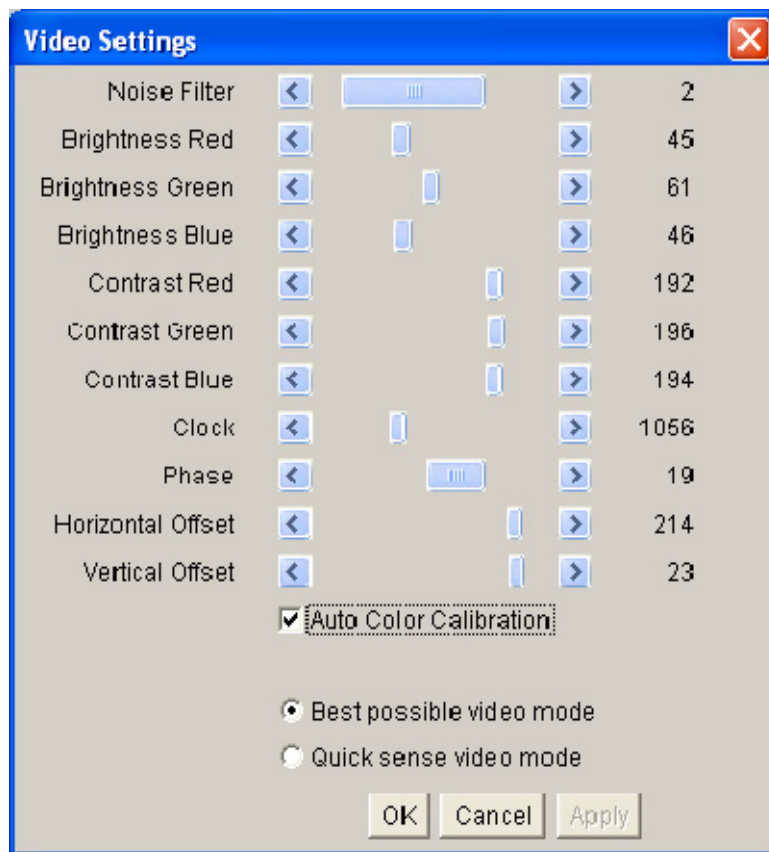 Video Settings
Noise Filter 2
Brightness Red 45
Brightness Green 61
Brightness Blue 46
Contrast Red 192
Contrast Green 196
Contrast Blue 194
Clock 1056
Phase 19
Horizontal Offset 214
Vertical Offset 23
Auto Color Calibration
Best possible video mode
Quick sense video mode
OK Cancel Apply